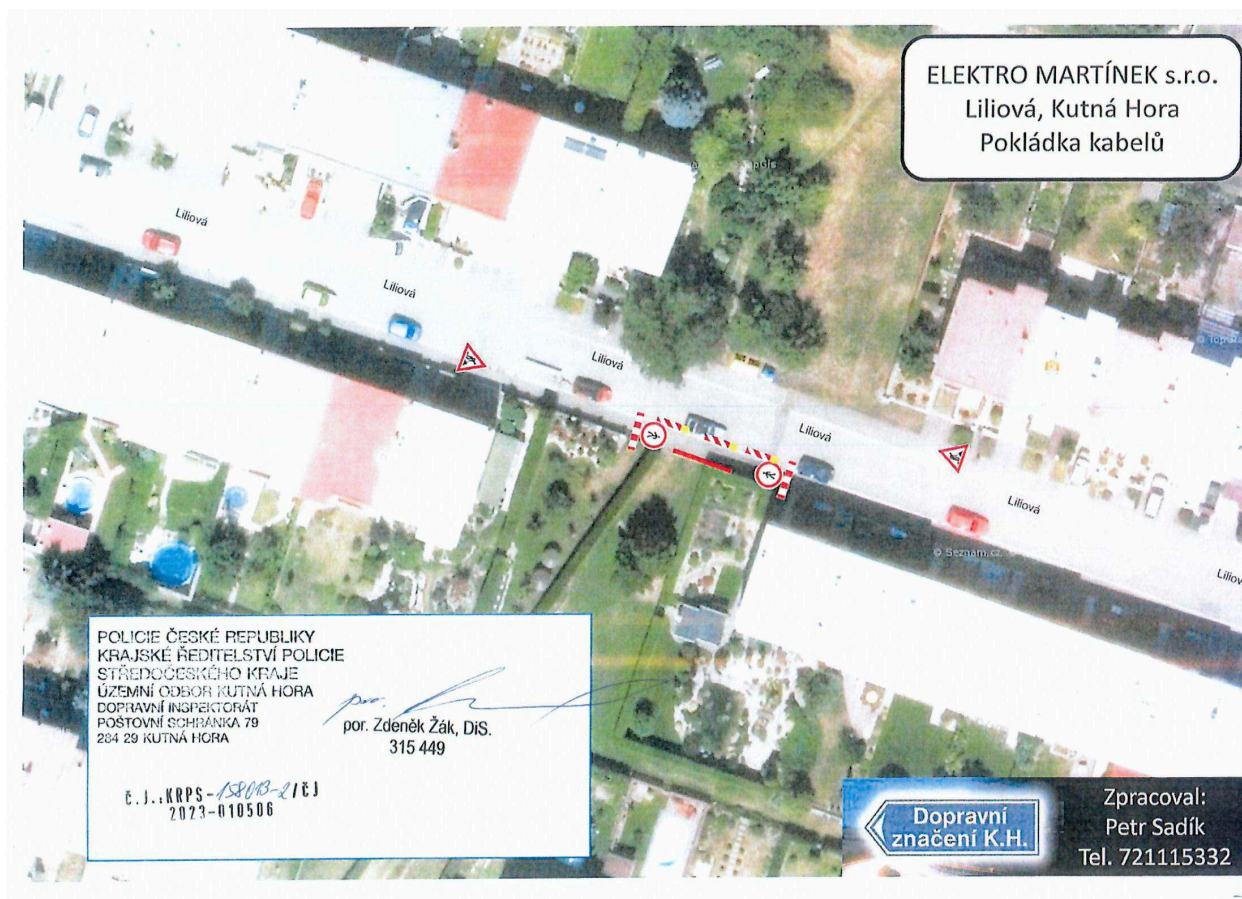 ELEKTRO MARTÍNEK s.r.o.
Liliová, Kutná Hora
Pokládka kabelů
Liliová
Liliová
Liliová
Liliová
Liliová
© TopGis
© Seznam.cz,
POLICIE ČESKÉ REPUBLIKY
KRAJSKÉ ŘEDITELSTVÍ POLICIE
STŘEDOČESKÉHO KRAJE
ÚZEMNÍ ODBOR KUTNÁ HORA
DOPRAVNÍ INSPEKTORÁT
POŠTOVNÍ SCHRÁNKA 79
284 29 KUTNÁ HORA
por.
por. Zdeněk Žák, DiS.
315 449
č.j.:KRPS-158013-2/ČJ
2023-010506
Dopravní
značení K.H.
Zpracoval:
Petr Sadík
Tel. 721115332